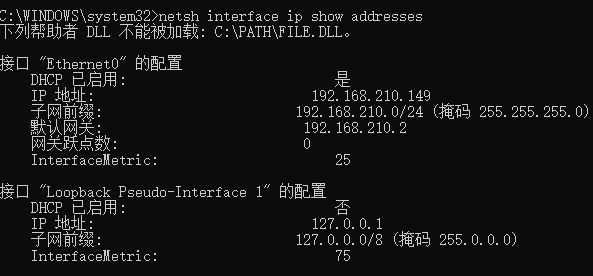 C:\WINDOWS\system32>netsh interface ip show addresses
下列帮助者 DLL 不能被加载: C:\PATH\FILE.DLL。
接口 "Ethernet0" 的配置
DHCP 已启用: 是
IP 地址: 192.168.210.149
子网前缀: 192.168.210.0/24 (掩码 255.255.255.0)
默认网关: 192.168.210.2
网关跃点数: 0
InterfaceMetric: 25
接口 "Loopback Pseudo-Interface 1" 的配置
DHCP 已启用: 否
IP 地址: 127.0.0.1
子网前缀: 127.0.0.0/8 (掩码 255.0.0.0)
InterfaceMetric: 75